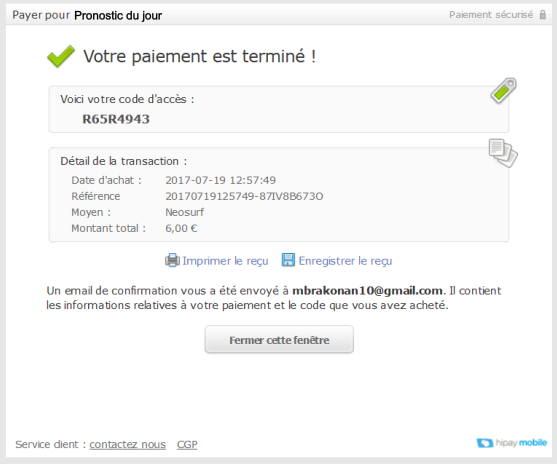 Payer pour Pronostic du jour
Paiement sécurisé
Votre paiement est terminé !
Voici votre code d'accès :
R65R4943
Détail de la transaction :
Date d'achat : 2017-07-19 12:57:49
Référence 20170719125749-87IV8B673O
Moyen : Neosurf
Montant total : 6,00 €
Imprimer le reçu Enregistrer le reçu
Un email de confirmation vous a été envoyé à mbrakonan10@gmail.com. Il contient
les informations relatives à votre paiement et le code que vous avez acheté.
Fermer cette fenêtre
Service client : contactez nous CGP
hipay mobile